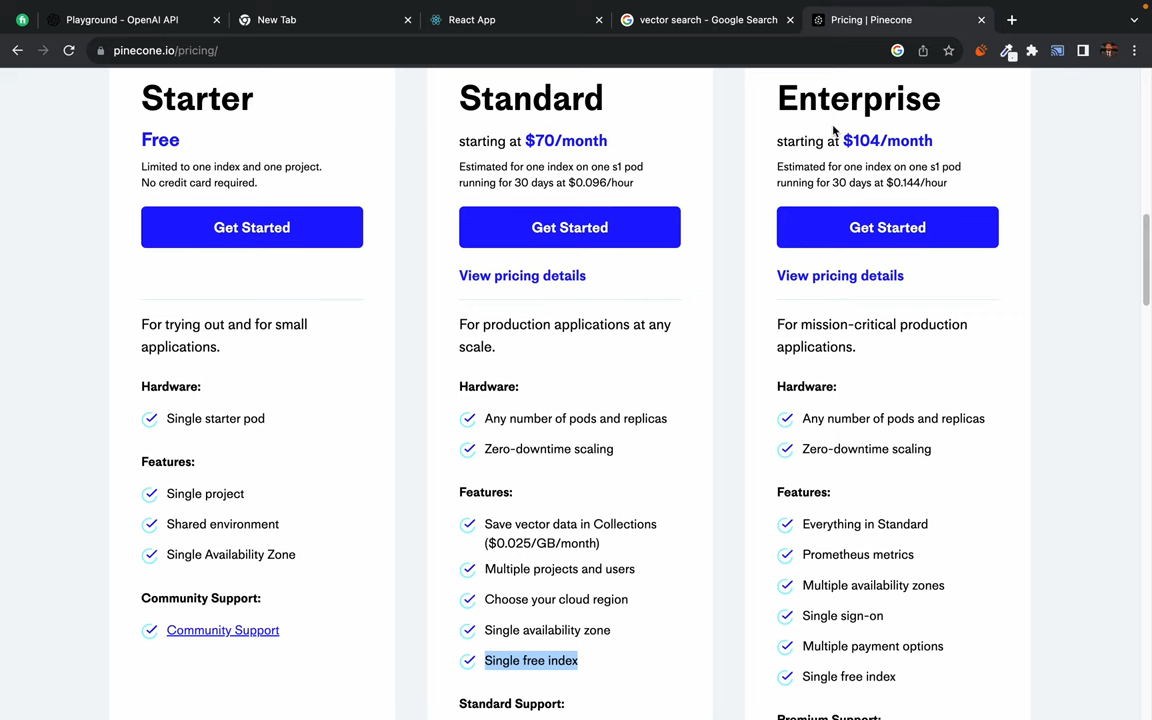 Playground - OpenAI API
New Tab
React App
vector search - Google Search
Pricing | Pinecone
pinecone.io/pricing/
Starter
Free
Limited to one index and one project.
No credit card required.
Get Started
For trying out and for small
applications.
Hardware:
Single starter pod
Features:
Single project
Shared environment
Single Availability Zone
Community Support:
Community Support
Standard
starting at $70/month
Estimated for one index on one s1 pod
running for 30 days at $0.096/hour
Get Started
View pricing details
For production applications at any
scale.
Hardware:
Any number of pods and replicas
Zero-downtime scaling
Features:
Save vector data in Collections
($0.025/GB/month)
Multiple projects and users
Choose your cloud region
Single availability zone
Single free index
Standard Support:
Enterprise
starting at $104/month
Estimated for one index on one s1 pod
running for 30 days at $0.144/hour
Get Started
View pricing details
For mission-critical production
applications.
Hardware:
Any number of pods and replicas
Zero-downtime scaling
Features:
Everything in Standard
Prometheus metrics
Multiple availability zones
Single sign-on
Multiple payment options
Single free index
Premium Support: